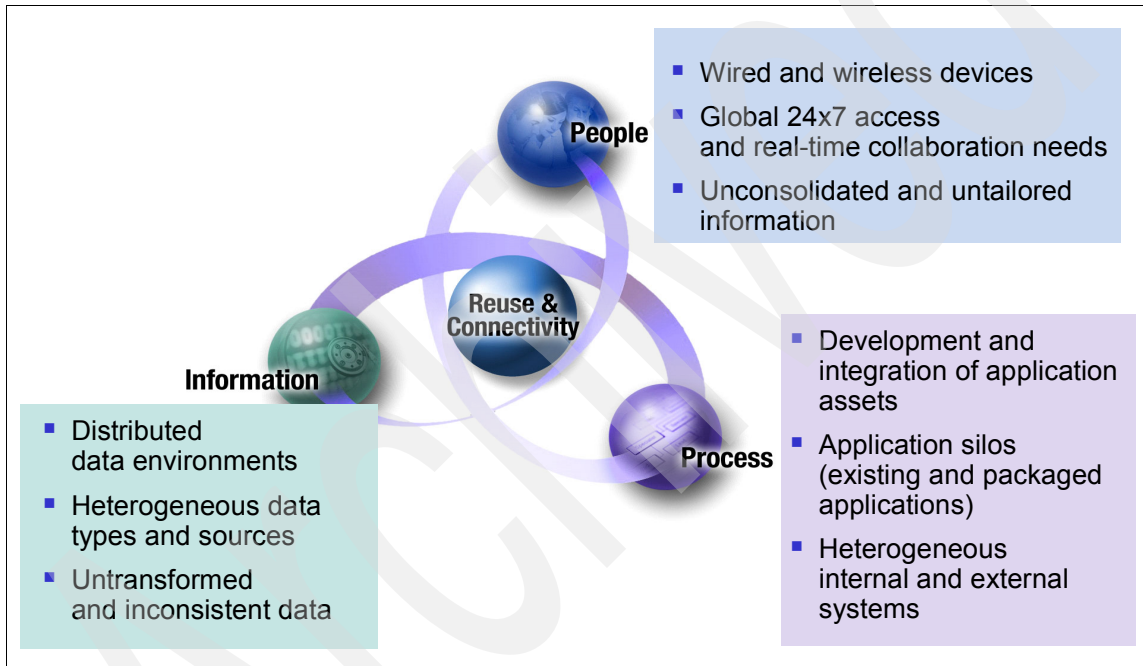 People
Wired and wireless devices
Global 24x7 access
and real-time collaboration needs
Unconsolidated and untailored
information
Reuse &
Connectivity
Information
Distributed
data environments
Heterogeneous data
types and sources
Untransformed
and inconsistent data
Process
Development and
integration of application
assets
Application silos
(existing and packaged
applications)
Heterogeneous
internal and external
systems